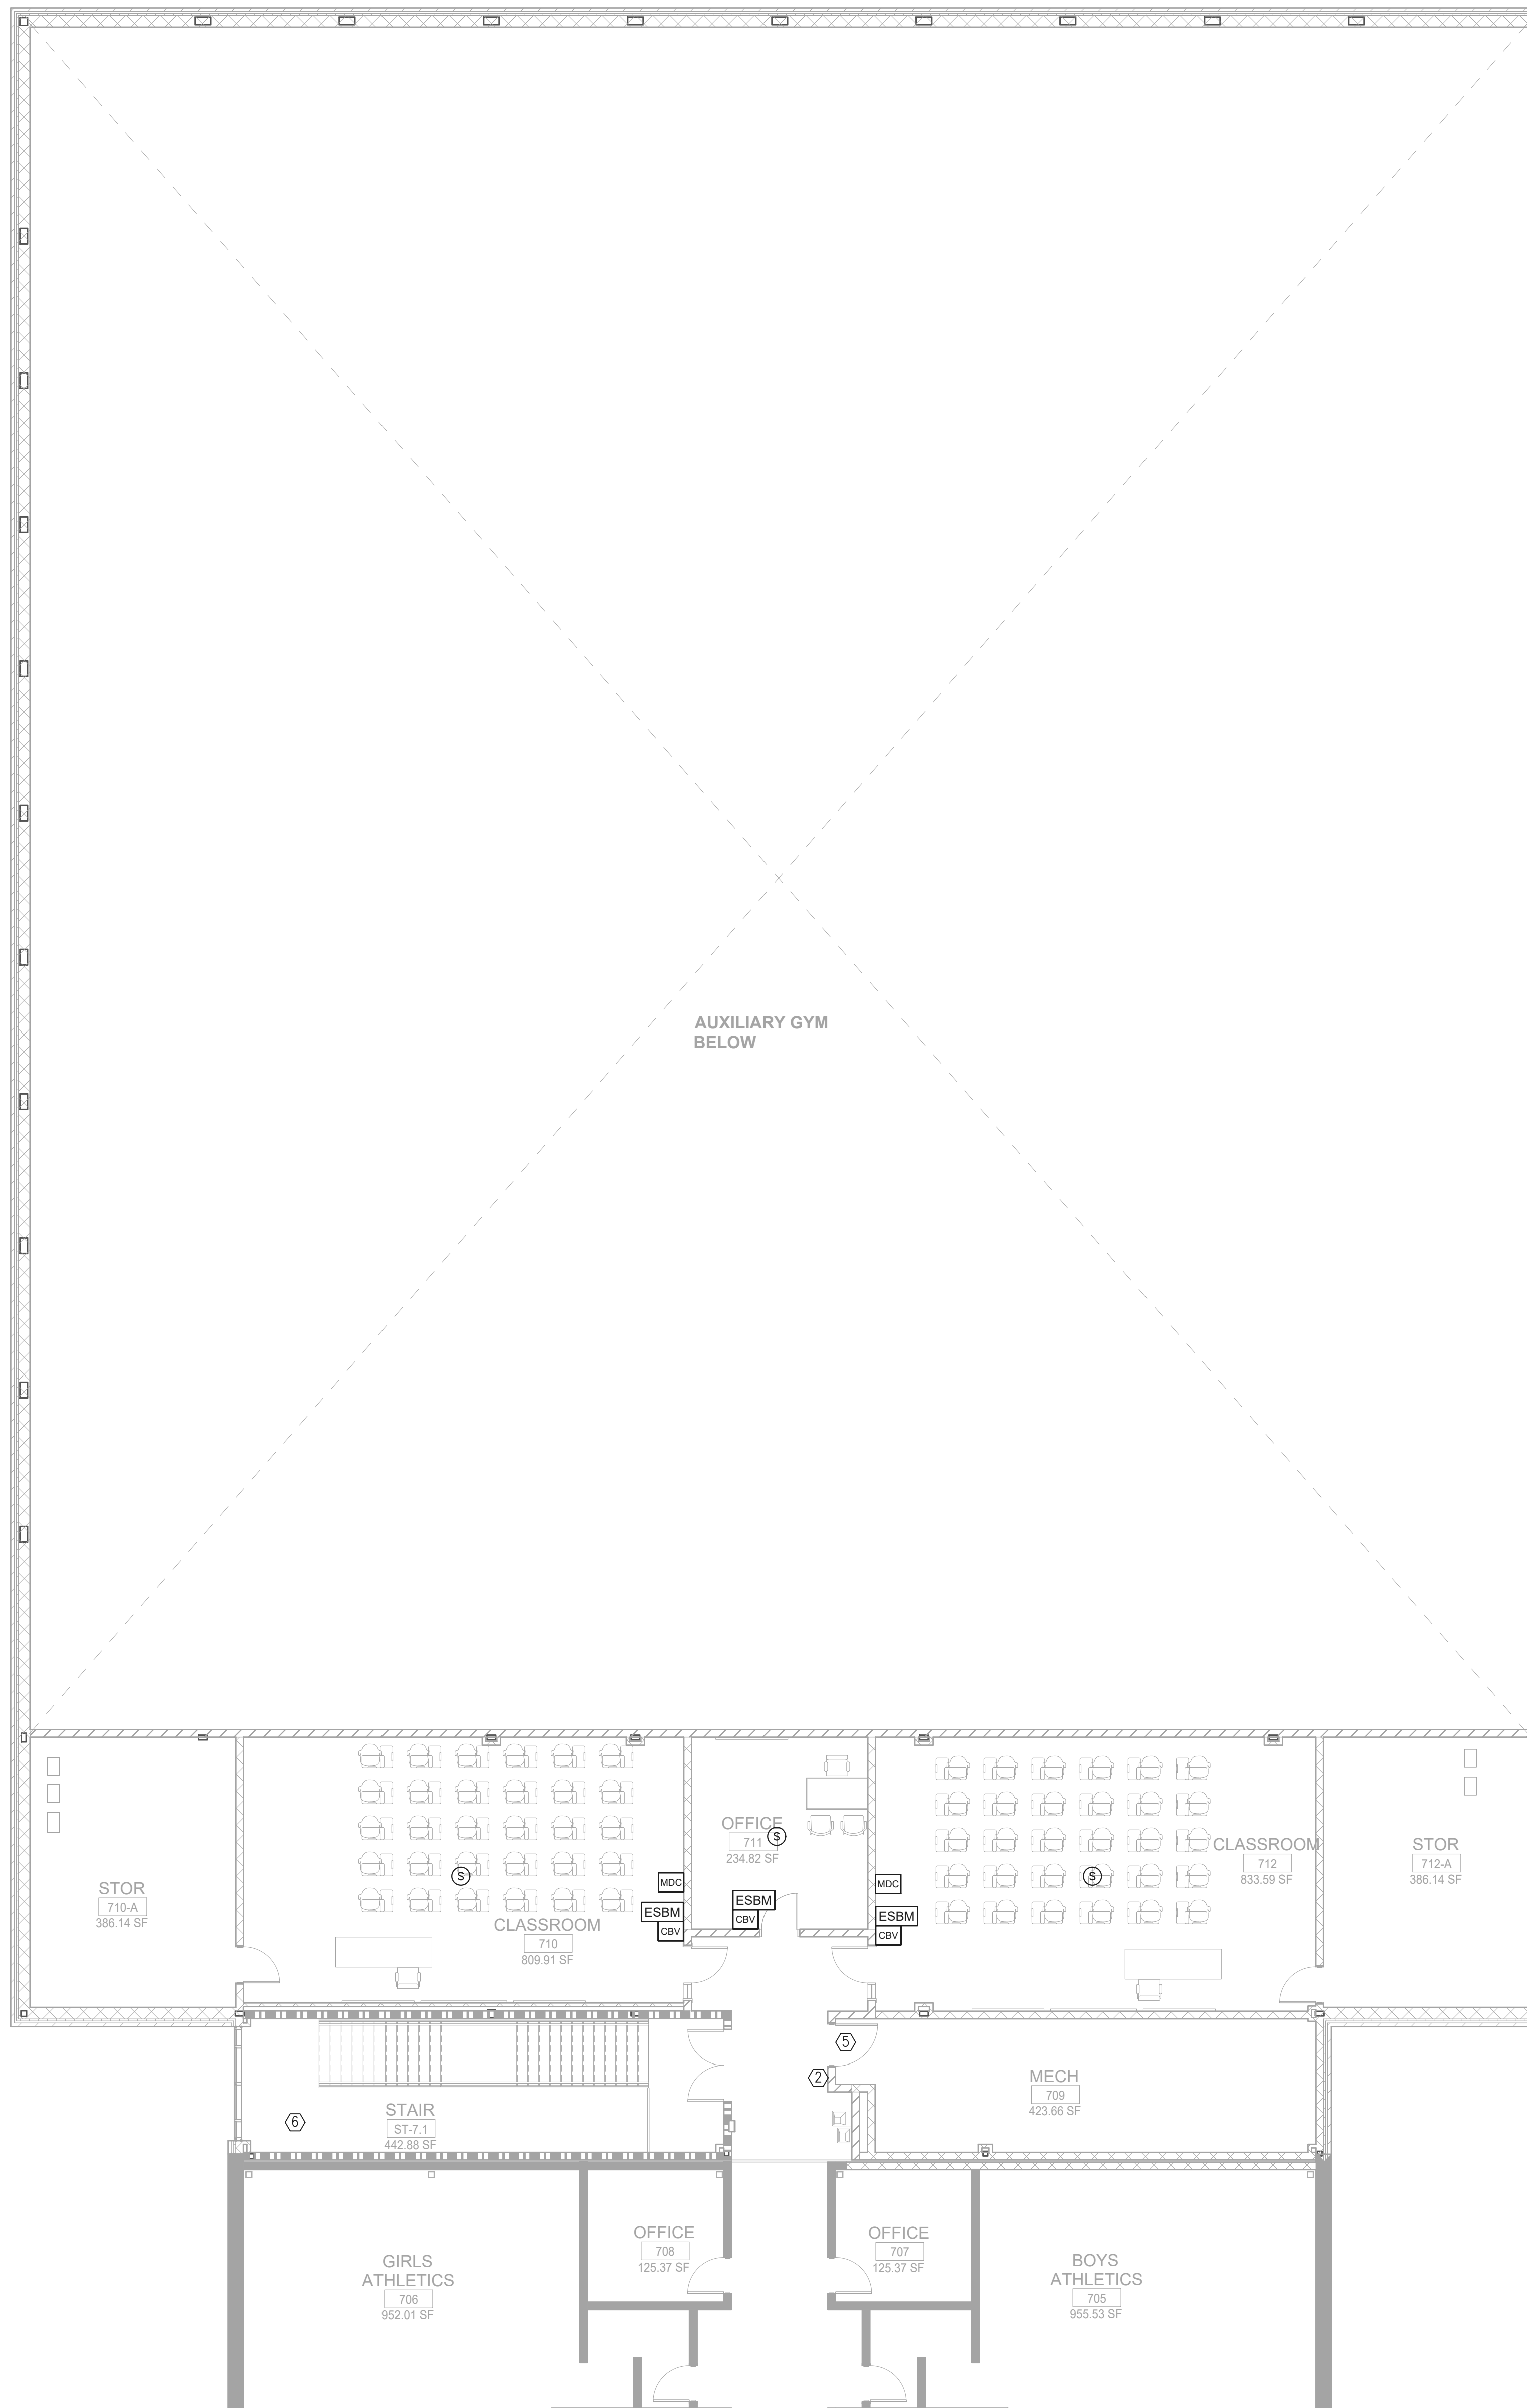 AUXILIARY GYM
BELOW
OFFICE
711
234.82 SF
S
CLASSROOM
712
833.59 SF
S
STOR
712-A
386.14 SF
STOR
710-A
386.14 SF
S
MDC
ESBM
CBV
CLASSROOM
710
809.91 SF
ESBM
CBV
MDC
ESBM
CBV
5
2
MECH
709
423.66 SF
STAIR
ST-7.1
442.88 SF
6
GIRLS
ATHLETICS
706
952.01 SF
OFFICE
708
125.37 SF
OFFICE
707
125.37 SF
BOYS
ATHLETICS
705
955.53 SF